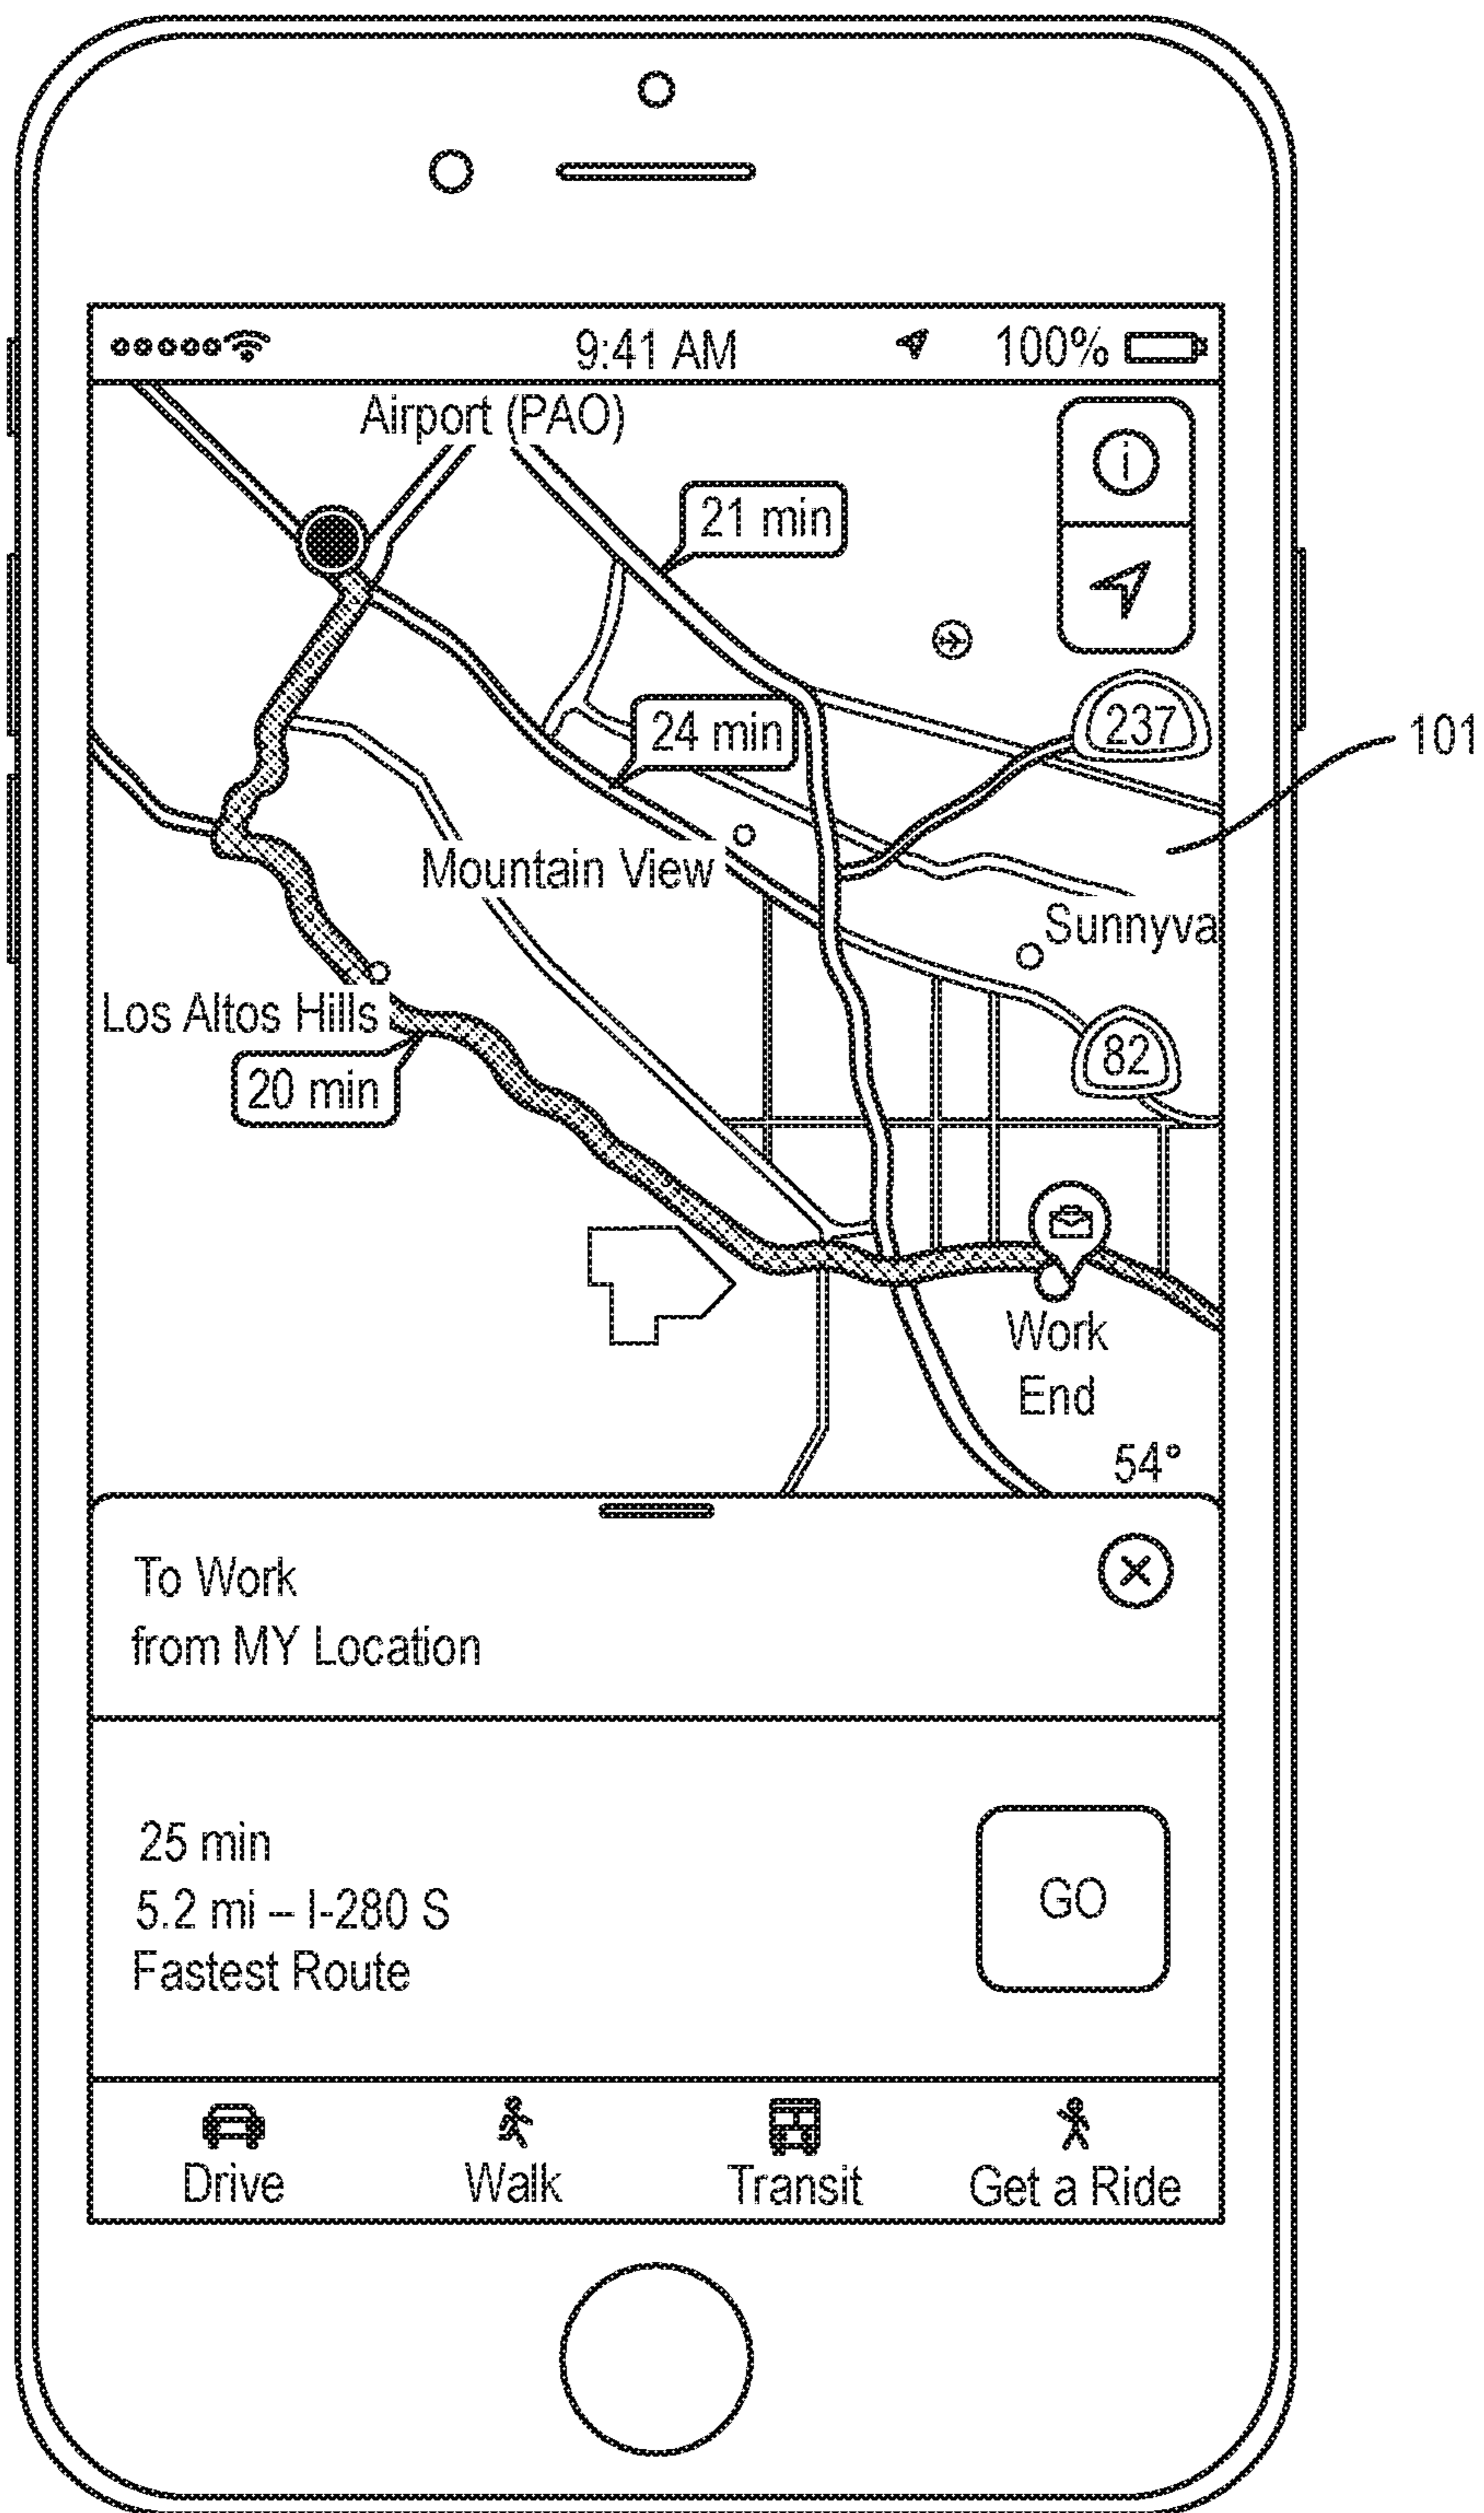 9:41 AM
100%
Airport (PAO)
i
21 min
237
24 min
101
Mountain View
Sunnyva
Los Altos Hills
82
20 min
Work
End
54°
To Work
from MY Location
25 min
5.2 mi – I-280 S
Fastest Route
GO
Drive
Walk
Transit
Get a Ride